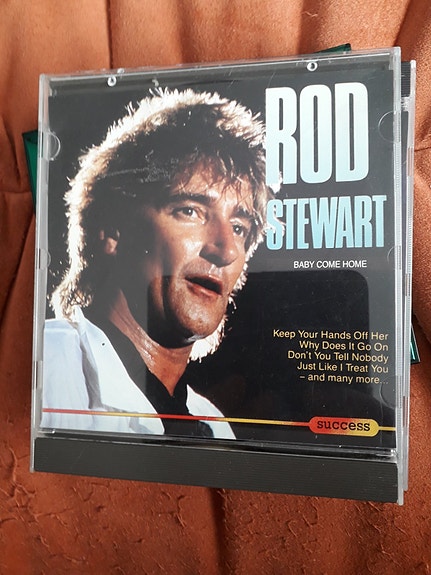 ROD
STEWART
BABY COME HOME
Keep Your Hands Off Her
Why Does It Go On
Don't You Tell Nobody
Just Like I Treat You
– and many more...
success